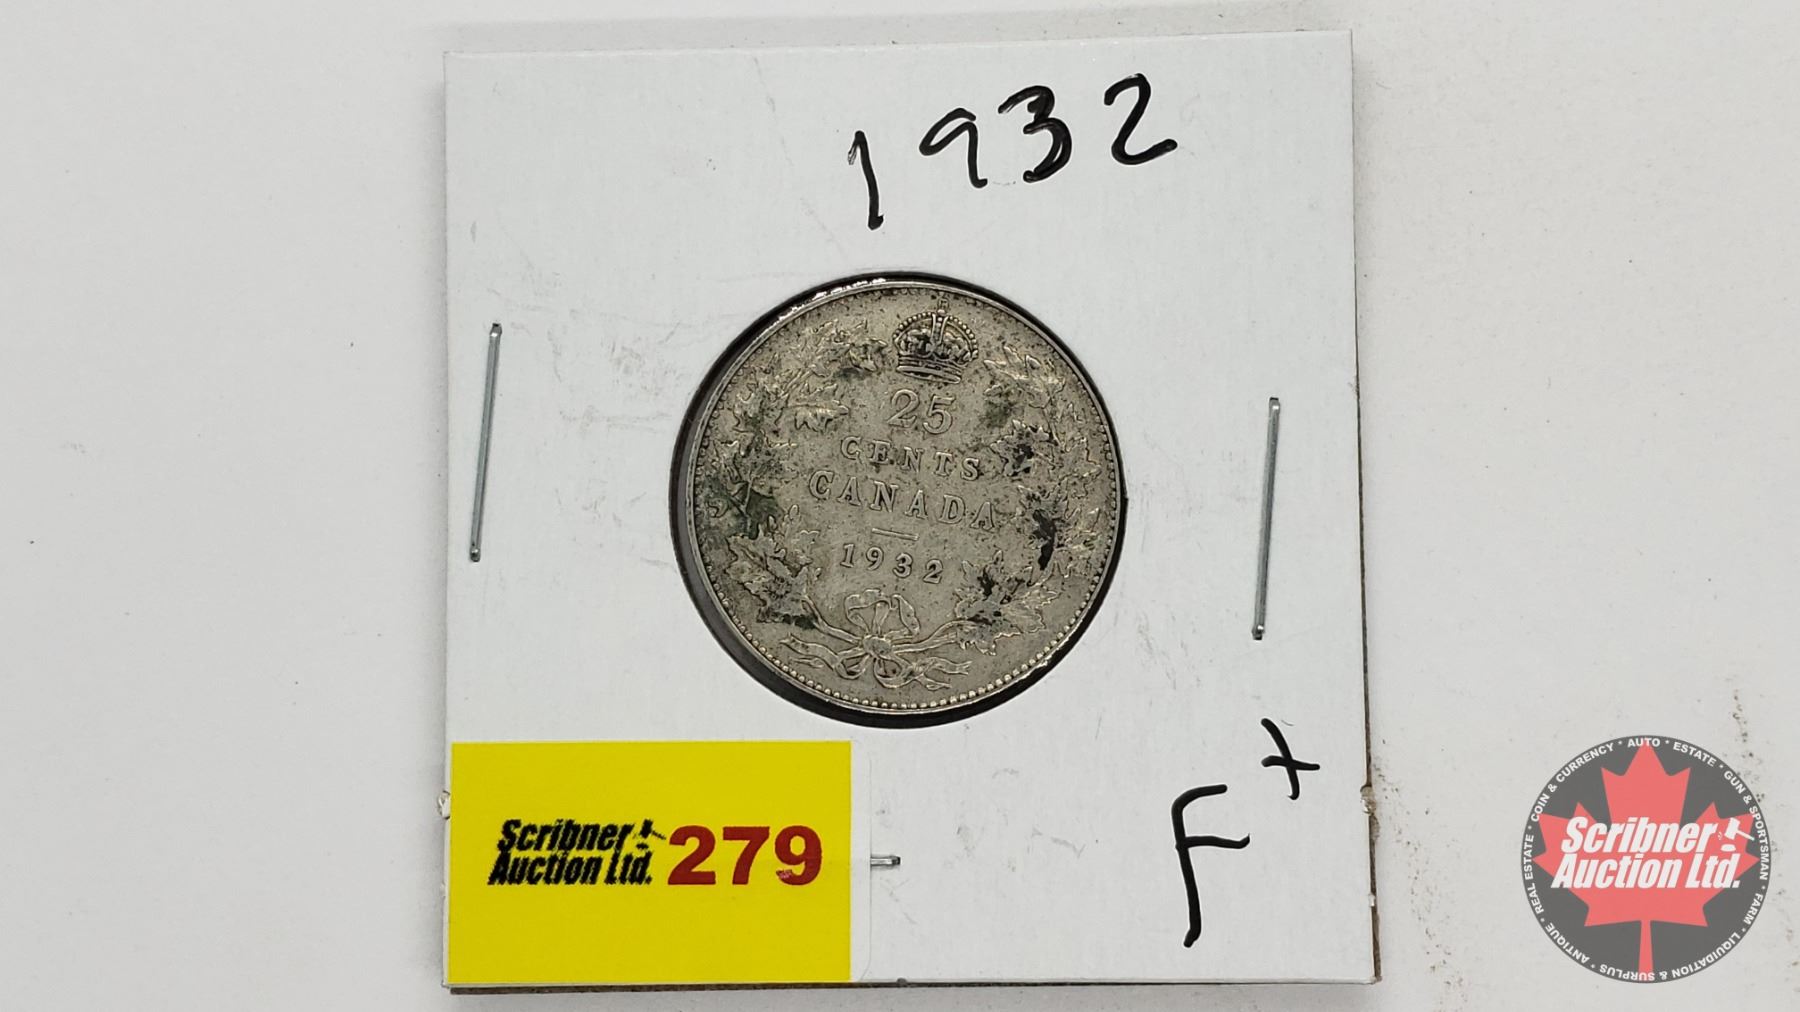 1932
25
CENTS
CANADA
1932
F+
Scribner
Auction Ltd.
279
Scribner
Auction Ltd.
ANTIQUE * REAL ESTATE * COIN & CURRENCY * AUTO * ESTATE * GUN & SPORTSMAN * FARM * LIQUIDATION & SURPLUS *